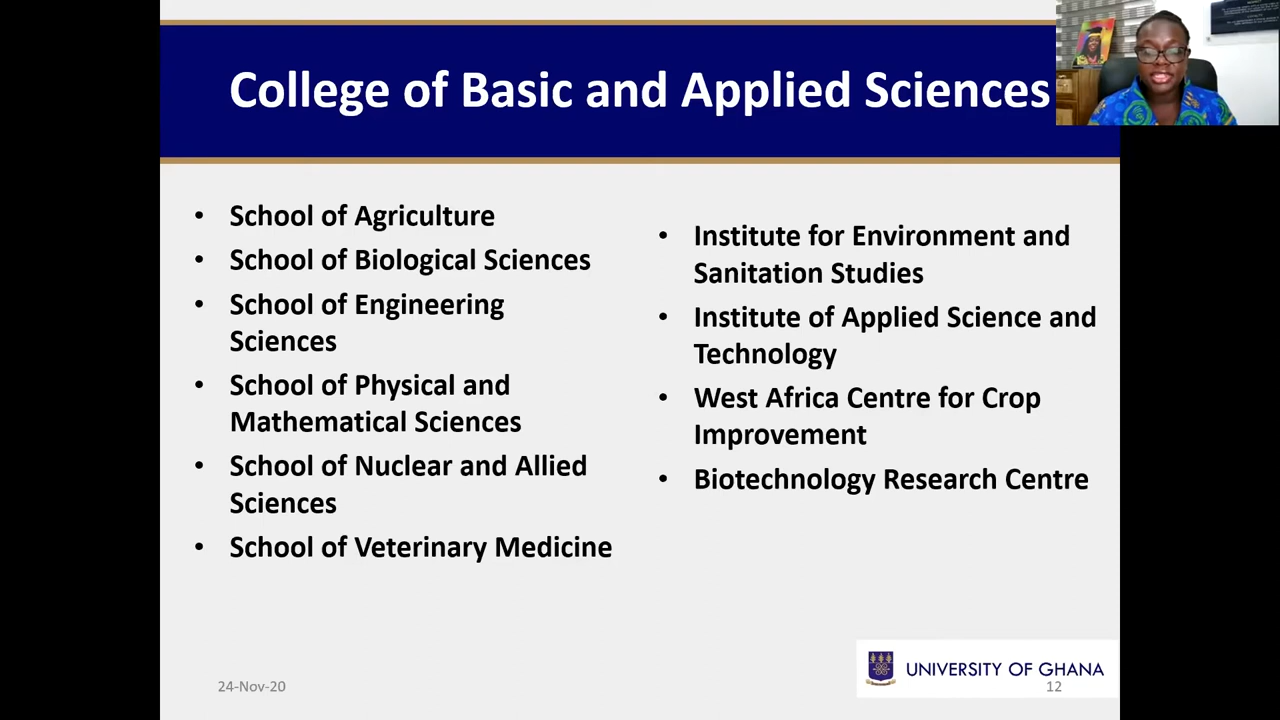 College of Basic and Applied Sciences
• School of Agriculture
• School of Biological Sciences
• School of Engineering
Sciences
• School of Physical and
Mathematical Sciences
• School of Nuclear and Allied
Sciences
• School of Veterinary Medicine
• Institute for Environment and
Sanitation Studies
• Institute of Applied Science and
Technology
• West Africa Centre for Crop
Improvement
• Biotechnology Research Centre
24-Nov-20
UNIVERSITY OF GHANA
12